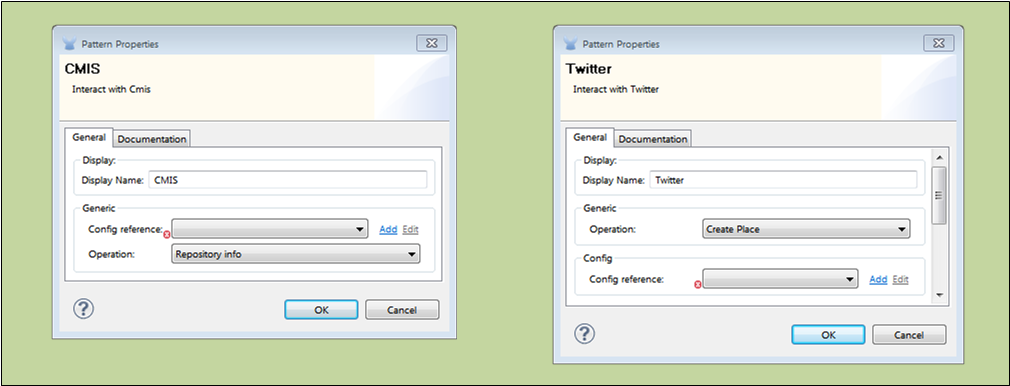 Pattern Properties
CMIS
Interact with Cmis
General Documentation
Display:
Display Name: CMIS
Generic
Config reference: Add Edit
Operation: Repository info
OK Cancel
Pattern Properties
Twitter
Interact with Twitter
General Documentation
Display:
Display Name: Twitter
Generic
Operation: Create Place
Config
Config reference: Add Edit
OK Cancel